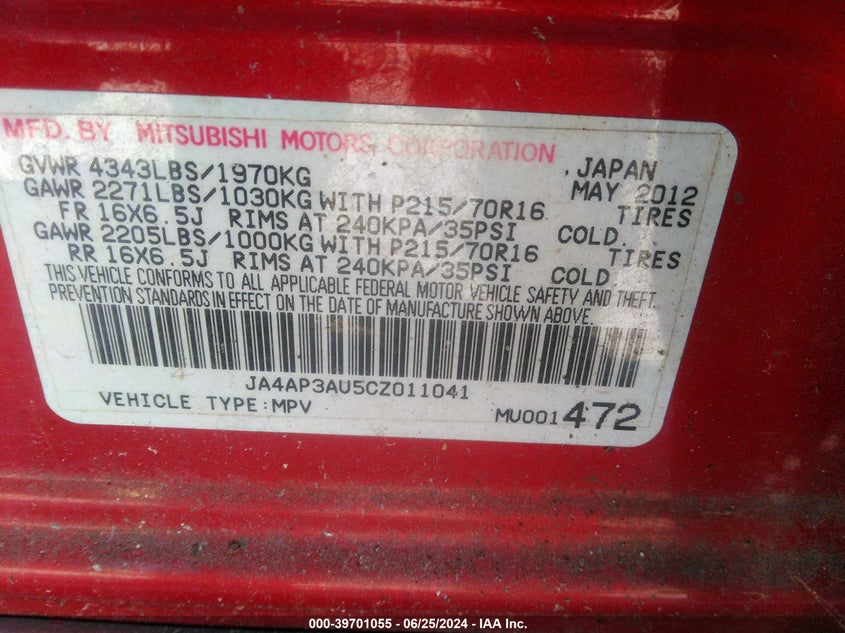 MFD. BY MITSUBISHI MOTORS CORPORATION
GVWR 4343LBS/1970KG , JAPAN
GAWR 2271LBS/1030KG WITH P215/70R16 MAY 2012
FR 16X6.5J RIMS AT 240KPA/35PSI TIRES
GAWR 2205LBS/1000KG WITH P215/70R16 COLD.
RR 16X6.5J RIMS AT 240KPA/35PSI TIRES
COLD.
THIS VEHICLE CONFORMS TO ALL APPLICABLE FEDERAL MOTOR VEHICLE SAFETY AND THEFT
PREVENTION STANDARDS IN EFFECT ON THE DATE OF MANUFACTURE SHOWN ABOVE.
JA4AP3AU5CZ011041
VEHICLE TYPE:MPV MU001 472
000-39701055 - 06/25/2024 - IAA Inc.